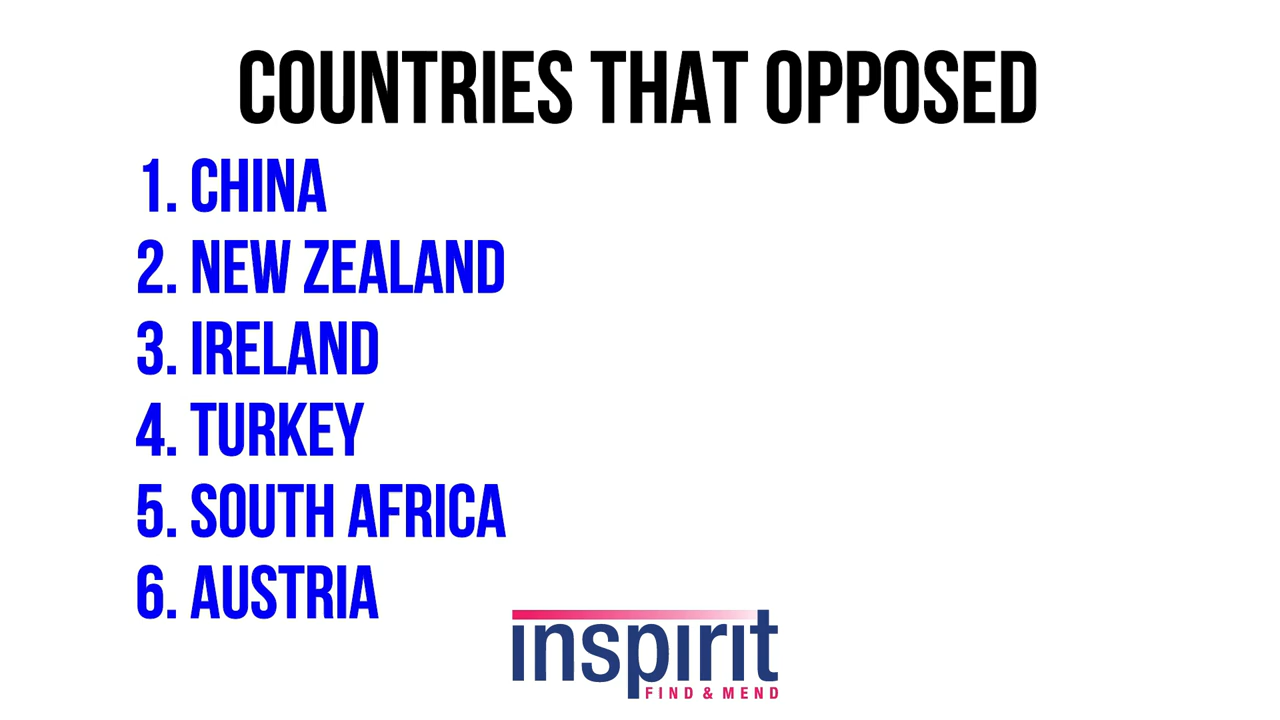 COUNTRIES THAT OPPOSED
1. CHINA
2. NEW ZEALAND
3. IRELAND
4. TURKEY
5. SOUTH AFRICA
6. AUSTRIA
inspirit
FIND & MEND